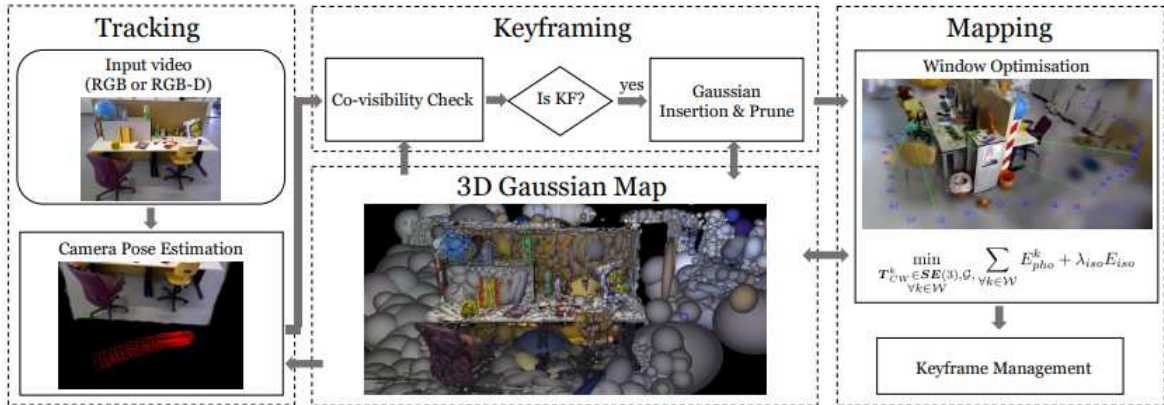 Tracking
Input video
(RGB or RGB-D)
Camera Pose Estimation
Keyframing
Co-visibility Check
Is KF?
yes
Gaussian
Insertion & Prune
3D Gaussian Map
Mapping
Window Optimisation
min Σ E^k_pho + λ_iso E_iso
T^k_CW ∈ SE(3), G, ∀k∈W
∀k∈W
Keyframe Management